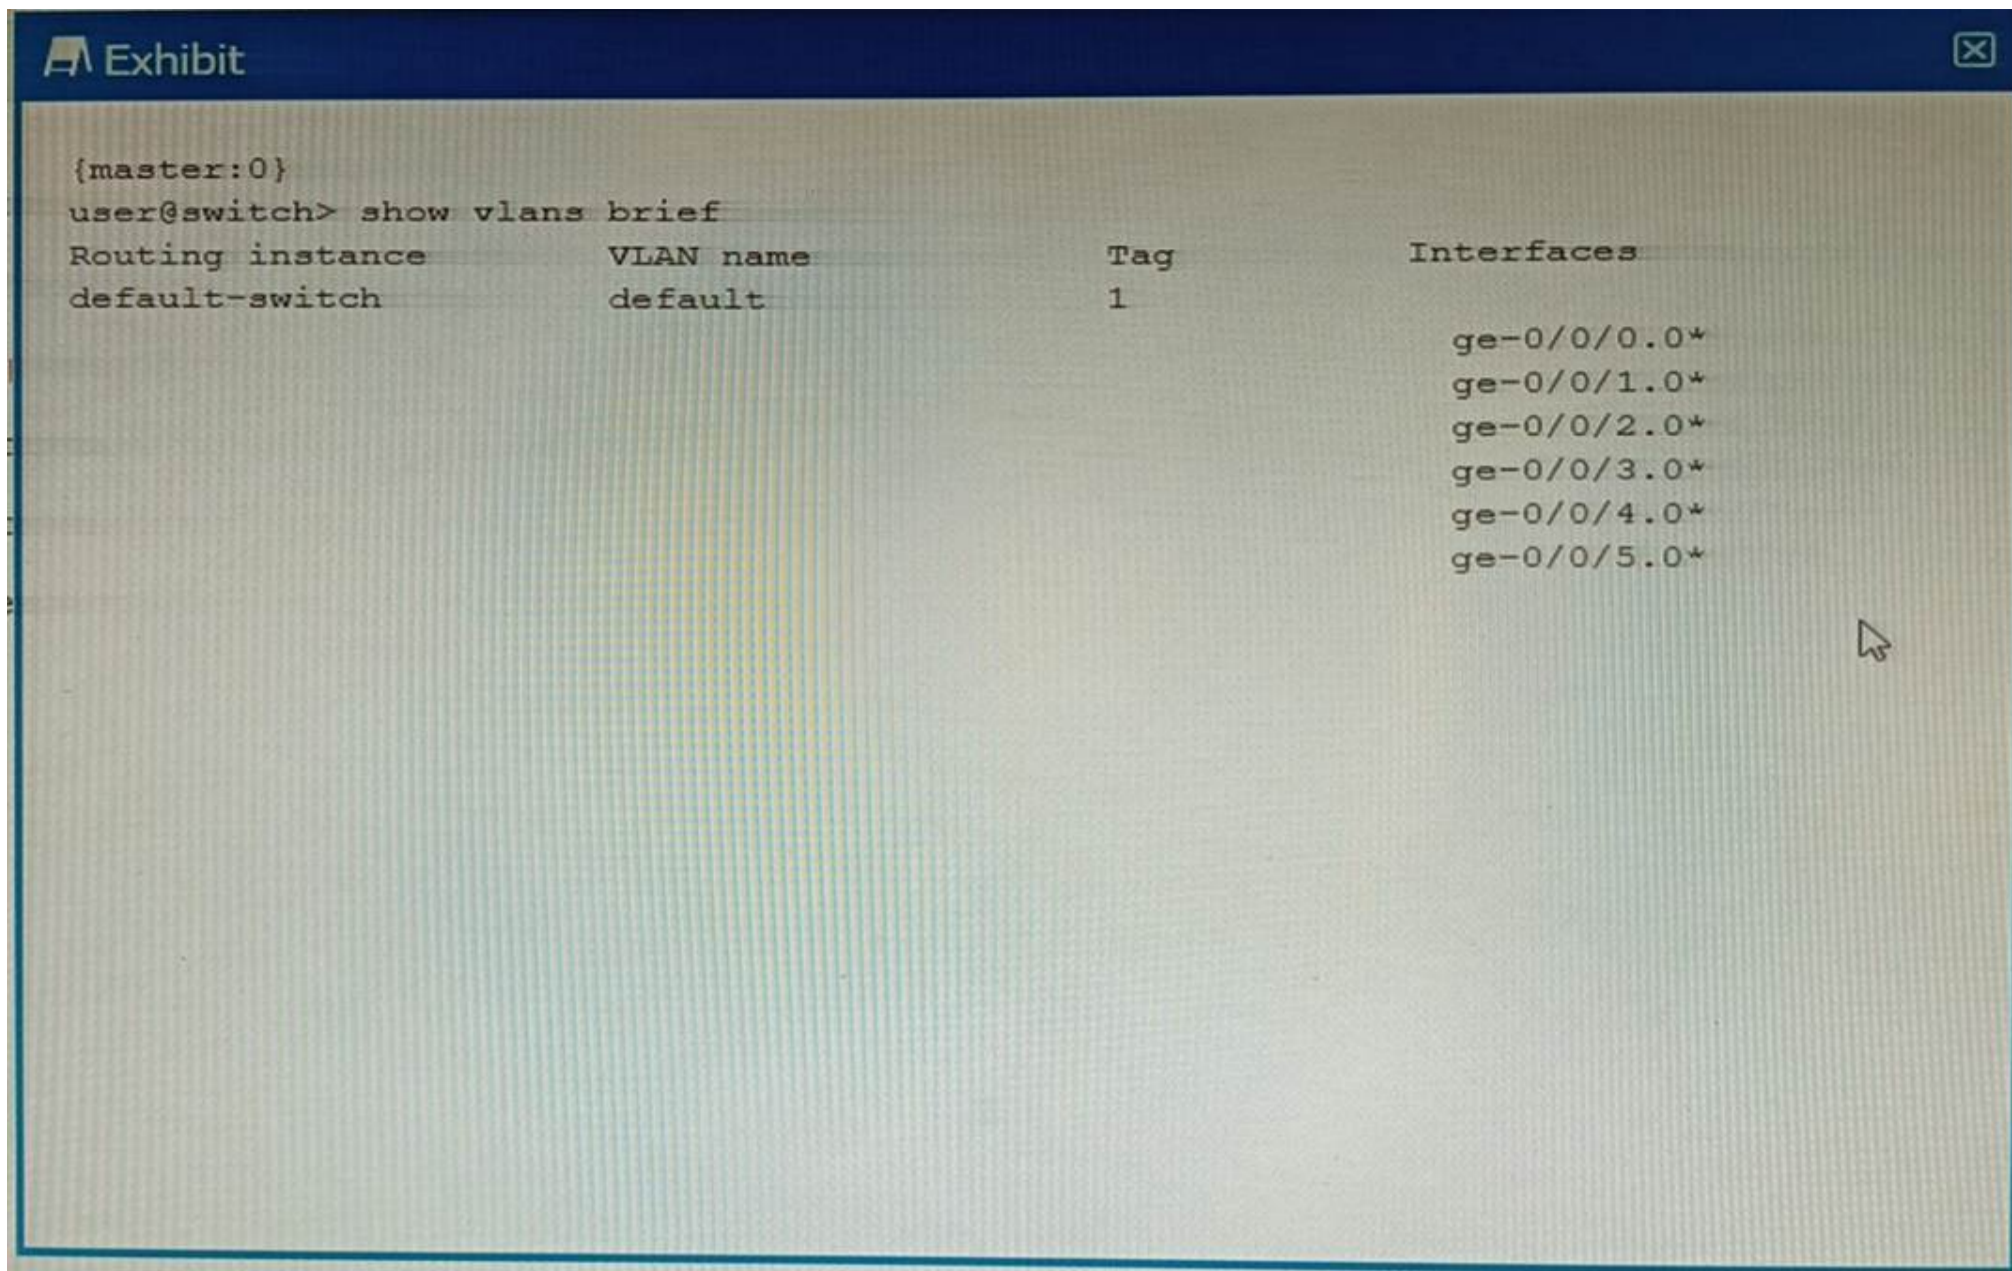 Exhibit
{master:0}
user@switch> show vlans brief
Routing instance VLAN name Tag Interfaces
default-switch default 1
ge-0/0/0.0*
ge-0/0/1.0*
ge-0/0/2.0*
ge-0/0/3.0*
ge-0/0/4.0*
ge-0/0/5.0*